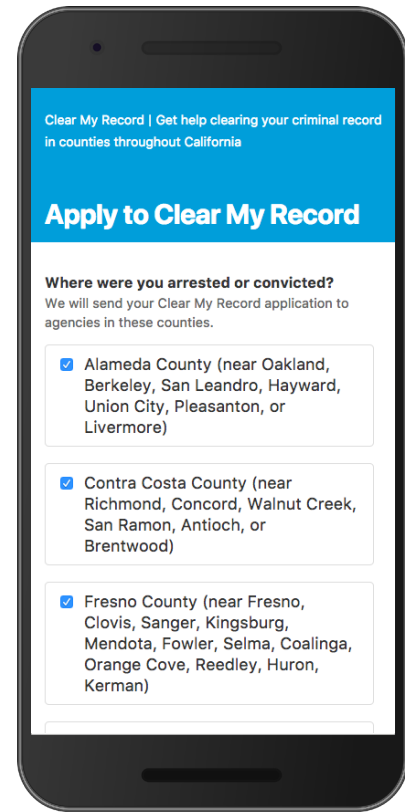 Clear My Record | Get help clearing your criminal record
in counties throughout California
Apply to Clear My Record
Where were you arrested or convicted?
We will send your Clear My Record application to
agencies in these counties.
Alameda County (near Oakland,
Berkeley, San Leandro, Hayward,
Union City, Pleasanton, or
Livermore)
Contra Costa County (near
Richmond, Concord, Walnut Creek,
San Ramon, Antioch, or
Brentwood)
Fresno County (near Fresno,
Clovis, Sanger, Kingsburg,
Mendota, Fowler, Selma, Coalinga,
Orange Cove, Reedley, Huron,
Kerman)